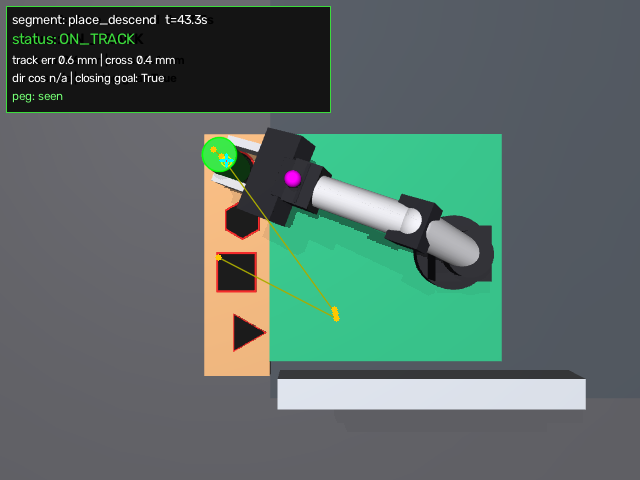 segment: place_descend t=43.3s
status: ON_TRACK
track err 0.6 mm | cross 0.4 mm
dir cos n/a | closing goal: True
peg: seen